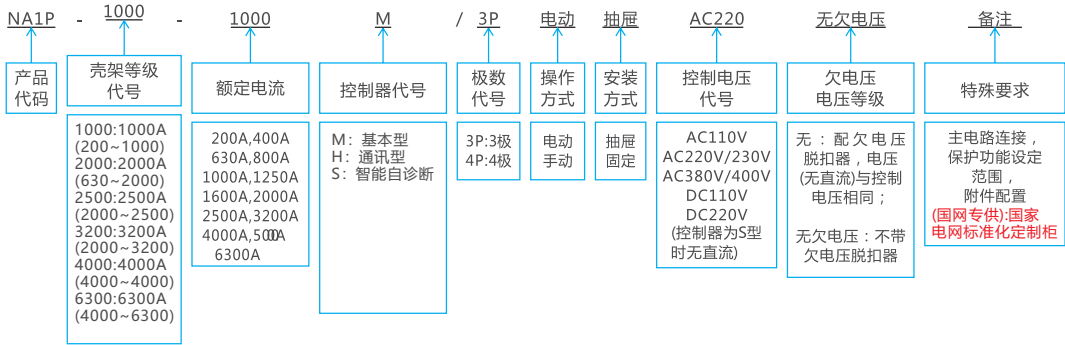 NA1P - 1000 - 1000 M / 3P 电动 抽屉 AC220 无欠电压 备注
产品
代码
壳架等级
代号
额定电流
控制器代号
极数
代号
操作
方式
安装
方式
控制电压
代号
欠电压
电压等级
特殊要求
1000:1000A
(200~1000)
2000:2000A
(630~2000)
2500:2500A
(2000~2500)
3200:3200A
(2000~3200)
4000:4000A
(4000~4000)
6300:6300A
(4000~6300)
200A,400A
630A,800A
1000A,1250A
1600A,2000A
2500A,3200A
4000A,5000A
6300A
M：基本型
H：通讯型
S：智能自诊断
3P:3极
4P:4极
电动
手动
抽屉
固定
AC110V
AC220V/230V
AC380V/400V
DC110V
DC220V
(控制器为S型
时无直流)
无：配欠电压
脱扣器，电压
(无直流)与控制
电压相同；
无欠电压：不带
欠电压脱扣器
主电路连接，
保护功能设定
范围，
附件配置
(国网专供):国家
电网标准化定制柜